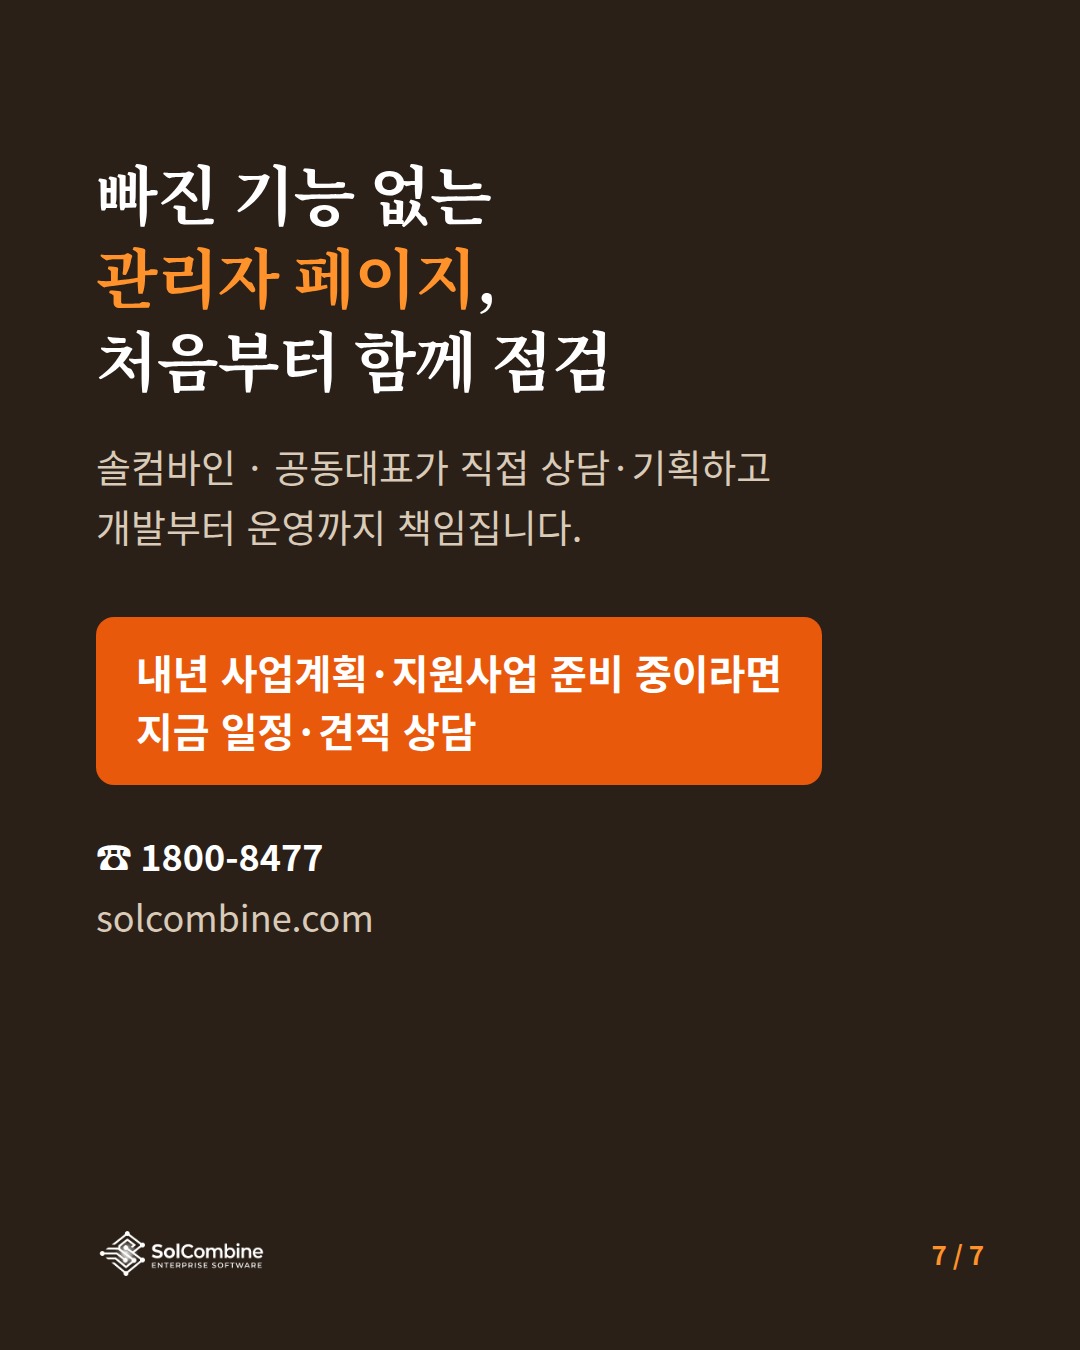 빠진 기능 없는
관리자 페이지,
처음부터 함께 점검
솔컴바인 · 공동대표가 직접 상담·기획하고
개발부터 운영까지 책임집니다.
내년 사업계획·지원사업 준비 중이라면
지금 일정·견적 상담
☎ 1800-8477
solcombine.com
SolCombine
ENTERPRISE SOFTWARE
7 / 7